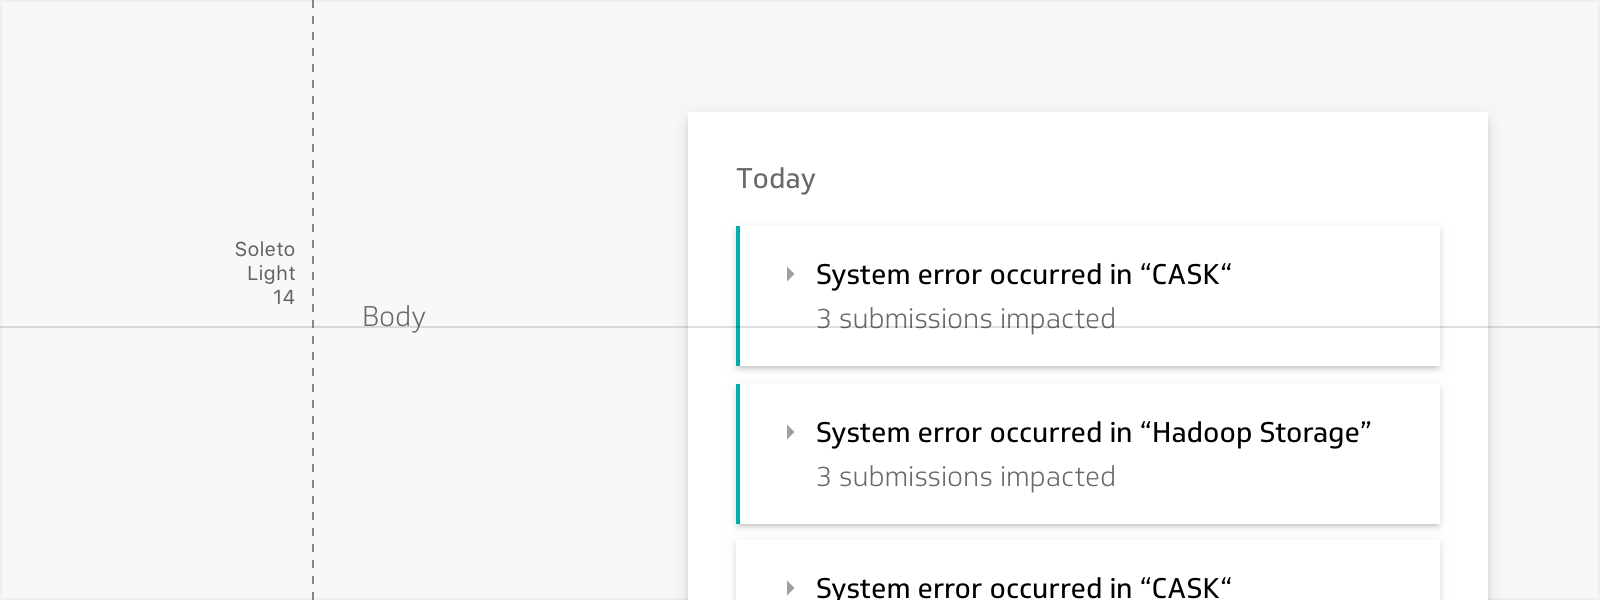 Soleto
Light
14
Body
Today
System error occurred in “CASK“
3 submissions impacted
System error occurred in “Hadoop Storage”
3 submissions impacted
System error occurred in “CASK“